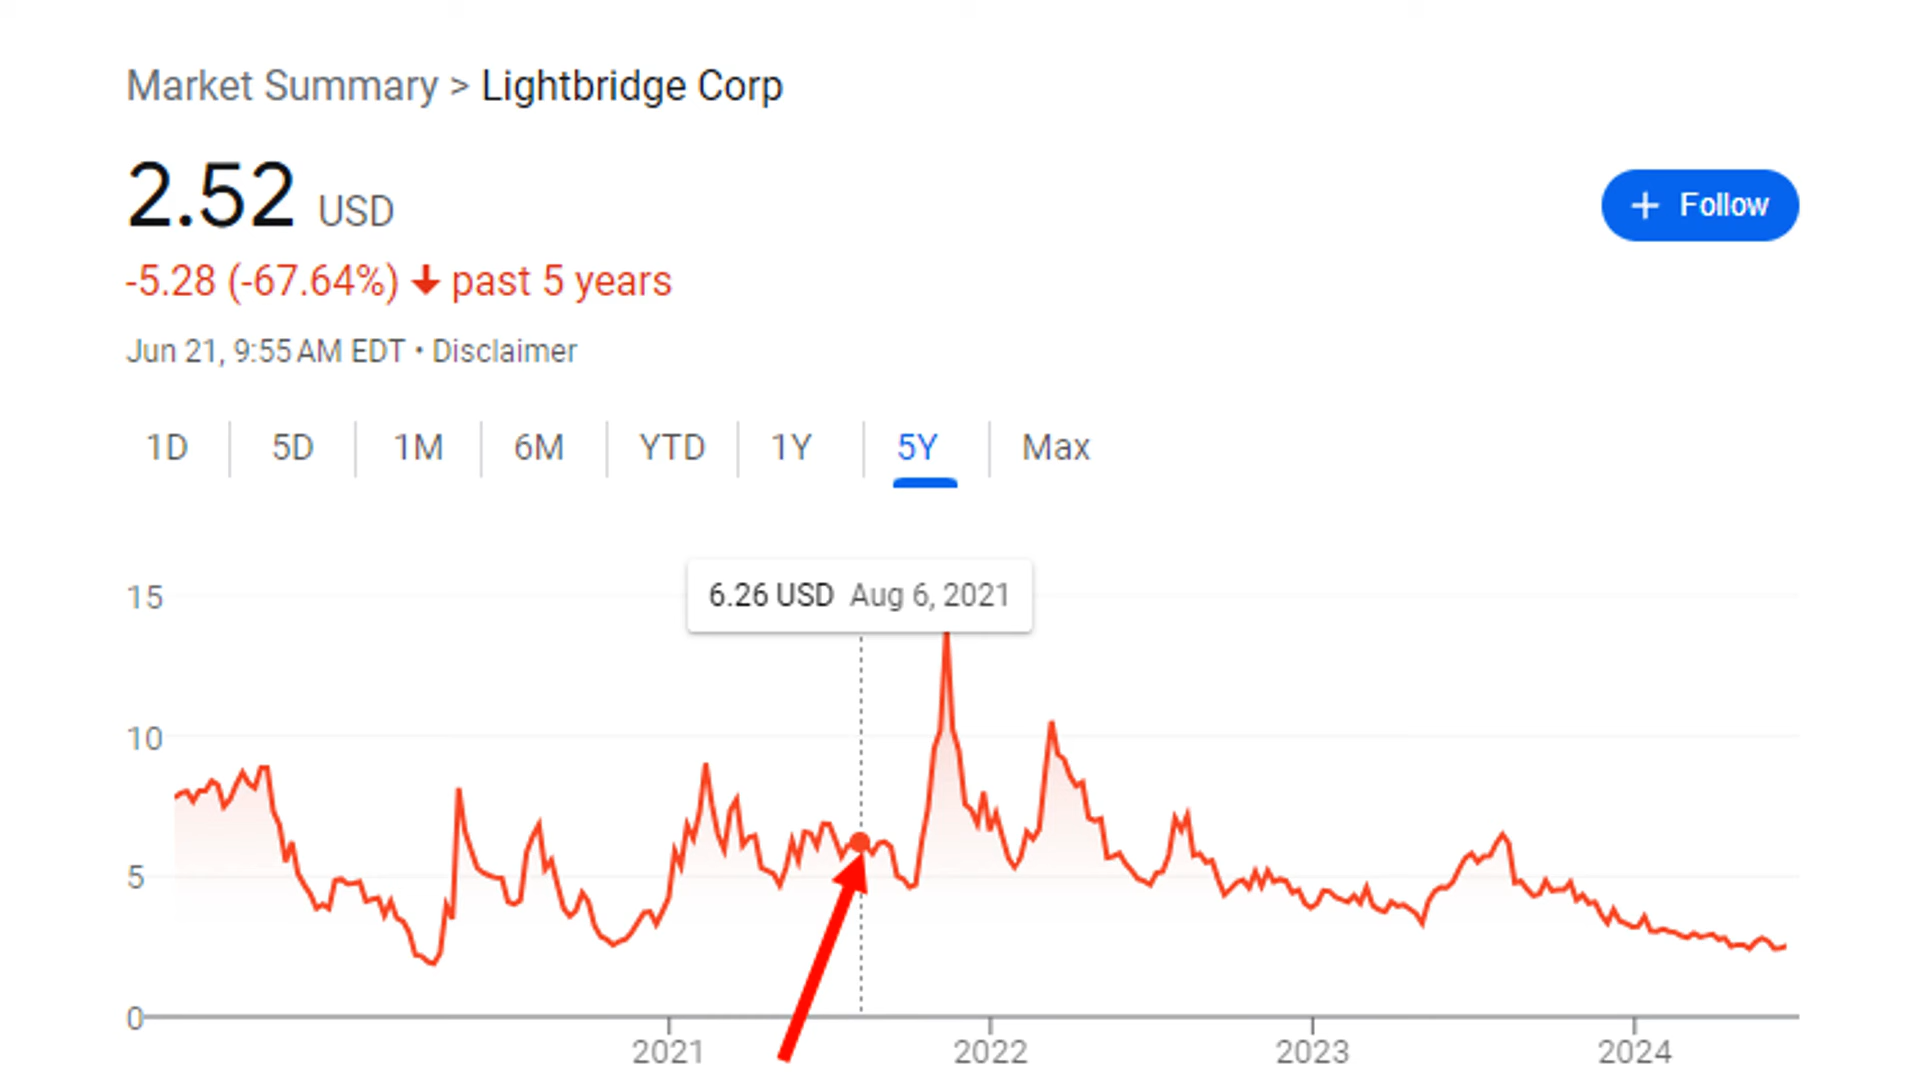 Market Summary > Lightbridge Corp
2.52 USD
+ Follow
-5.28 (-67.64%) ↓ past 5 years
Jun 21, 9:55 AM EDT • Disclaimer
1D 5D 1M 6M YTD 1Y 5Y Max
6.26 USD Aug 6, 2021
15
10
5
0
2021 2022 2023 2024